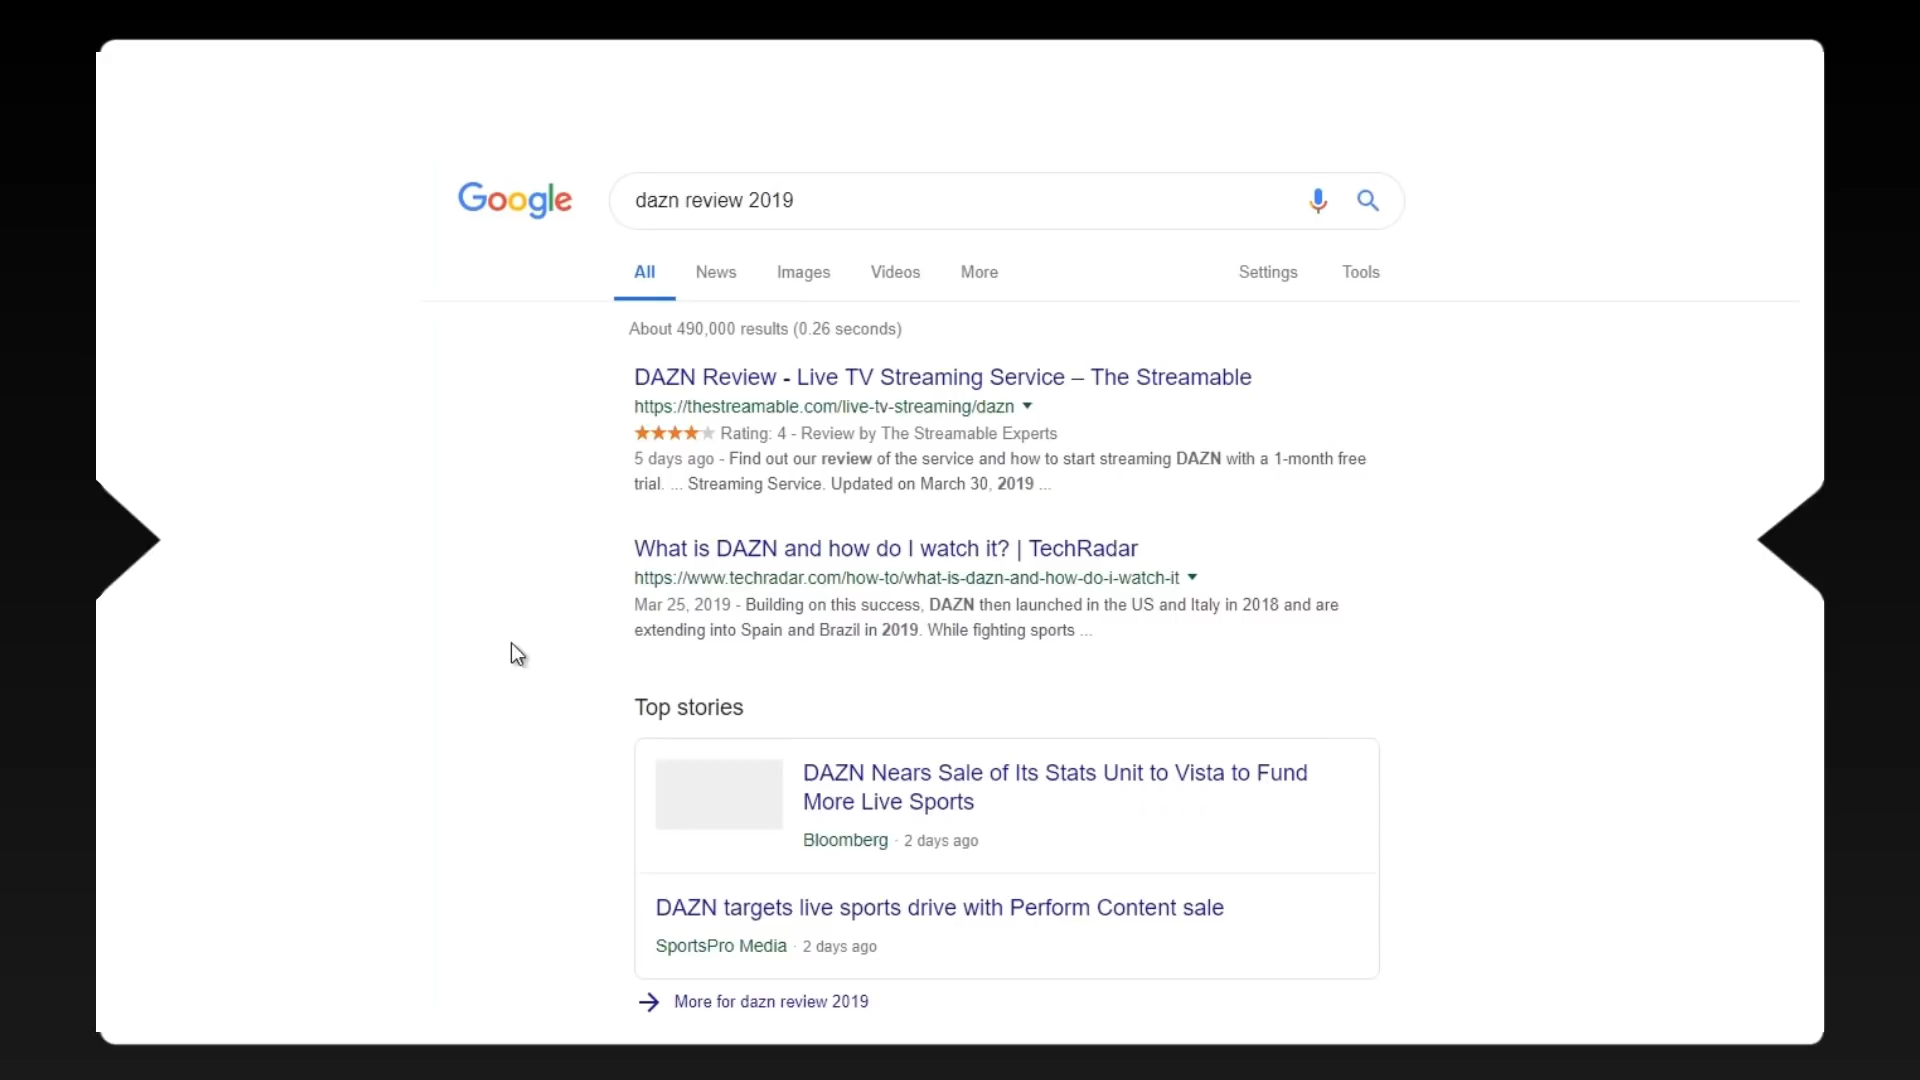 Google
dazn review 2019
All News Images Videos More Settings Tools
About 490,000 results (0.26 seconds)
DAZN Review - Live TV Streaming Service – The Streamable
https://thestreamable.com/live-tv-streaming/dazn
Rating: 4 - Review by The Streamable Experts
5 days ago - Find out our review of the service and how to start streaming DAZN with a 1-month free
trial. ... Streaming Service. Updated on March 30, 2019 ...
What is DAZN and how do I watch it? | TechRadar
https://www.techradar.com/how-to/what-is-dazn-and-how-do-i-watch-it
Mar 25, 2019 - Building on this success, DAZN then launched in the US and Italy in 2018 and are
extending into Spain and Brazil in 2019. While fighting sports ...
Top stories
DAZN Nears Sale of Its Stats Unit to Vista to Fund
More Live Sports
Bloomberg · 2 days ago
DAZN targets live sports drive with Perform Content sale
SportsPro Media · 2 days ago
More for dazn review 2019